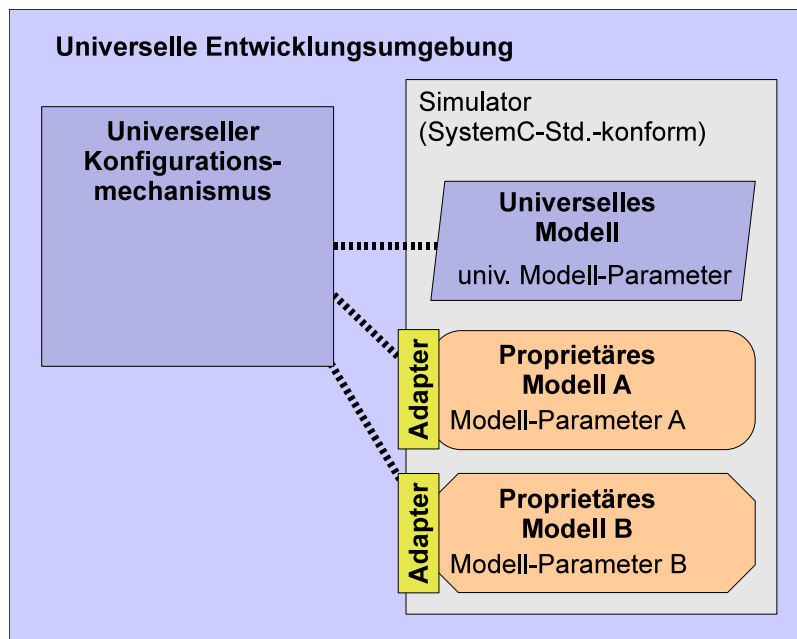 Universelle Entwicklungsumgebung
Universeller
Konfigurations-
mechanismus
Simulator
(SystemC-Std.-konform)
Universelles
Modell
univ. Modell-Parameter
Adapter
Proprietäres
Modell A
Modell-Parameter A
Adapter
Proprietäres
Modell B
Modell-Parameter B